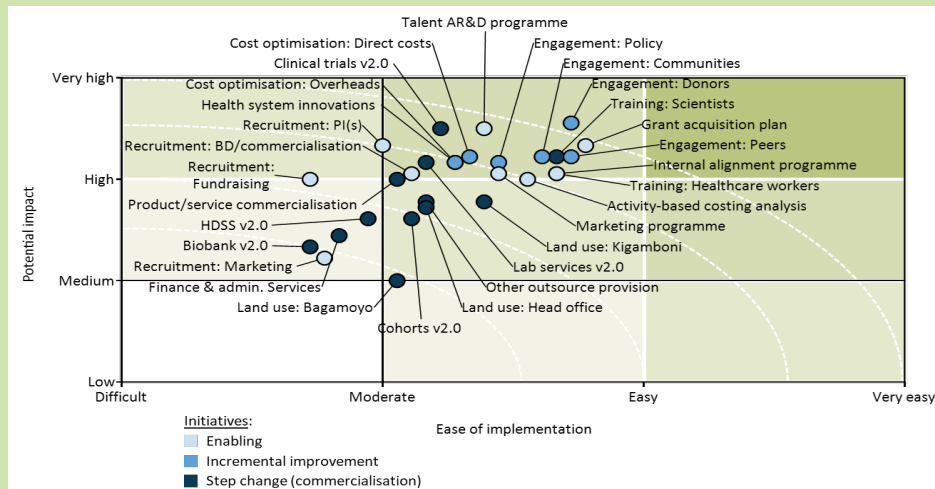 Talent AR&D programme
Cost optimisation: Direct costs
Engagement: Policy
Clinical trials v2.0
Engagement: Communities
Very high
Cost optimisation: Overheads
Engagement: Donors
Health system innovations
Training: Scientists
Recruitment: PI(s)
Grant acquisition plan
Recruitment: BD/commercialisation
Engagement: Peers
Recruitment:
Fundraising
Internal alignment programme
High
Training: Healthcare workers
Product/service commercialisation
Activity-based costing analysis
HDSS v2.0
Marketing programme
Biobank v2.0
Land use: Kigamboni
Recruitment: Marketing
Lab services v2.0
Medium
Finance & admin. Services
Other outsource provision
Land use: Bagamoyo
Land use: Head office
Cohorts v2.0
Potential impact
Low
Difficult
Moderate
Easy
Very easy
Ease of implementation
Initiatives:
Enabling
Incremental improvement
Step change (commercialisation)